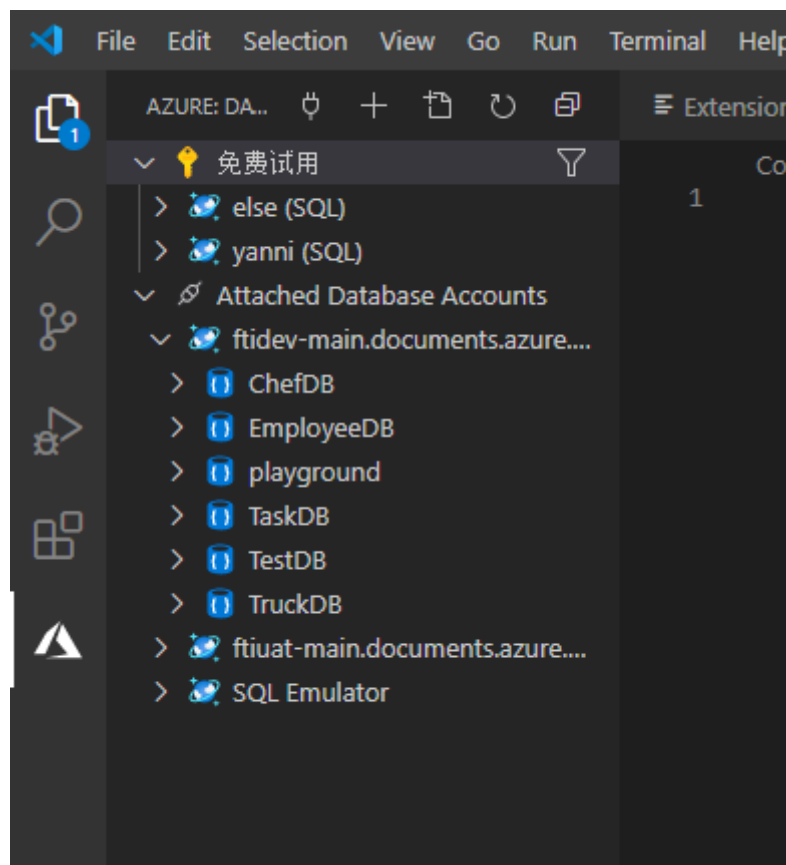 File Edit Selection View Go Run Terminal Help
AZURE: DA...
Extension
1
免费试用
Co
else (SQL)
1
yanni (SQL)
Attached Database Accounts
ftidev-main.documents.azure....
ChefDB
EmployeeDB
playground
TaskDB
TestDB
TruckDB
ftiuat-main.documents.azure....
SQL Emulator